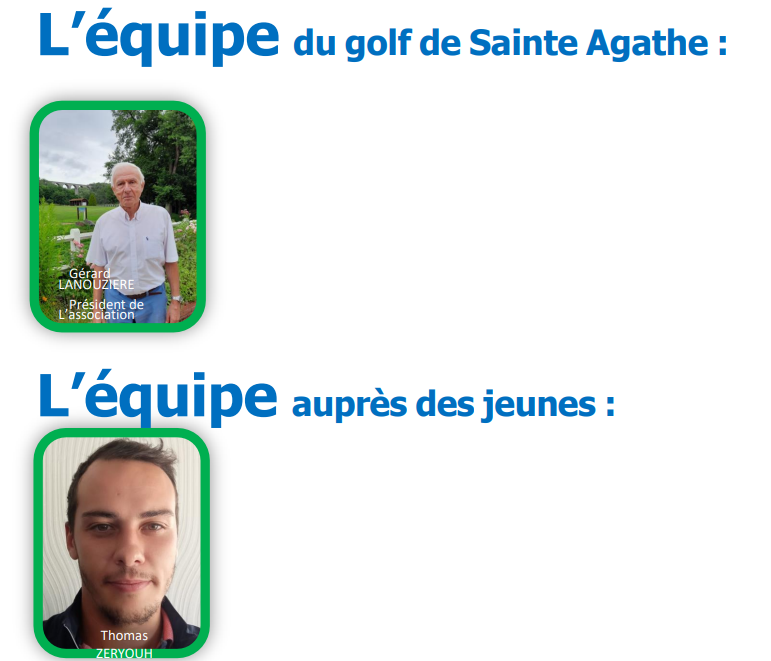 L’équipe du golf de Sainte Agathe :
Gérard
LANOUZIERE
Président de
L’association
L’équipe auprès des jeunes :
Thomas
ZERYOUH